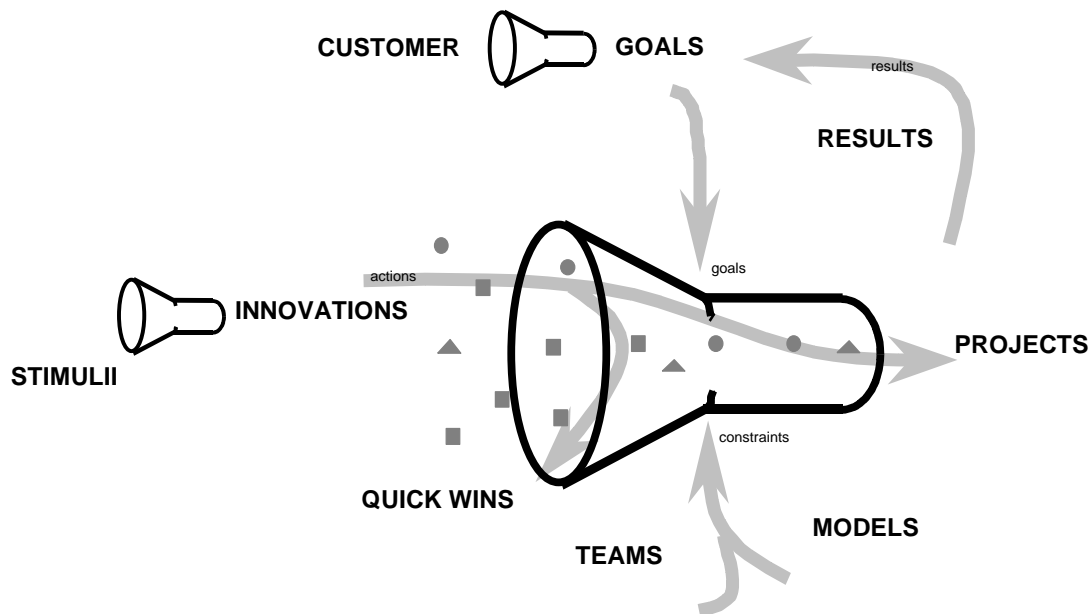 CUSTOMER
GOALS
results
RESULTS
goals
actions
INNOVATIONS
STIMULII
PROJECTS
constraints
QUICK WINS
MODELS
TEAMS